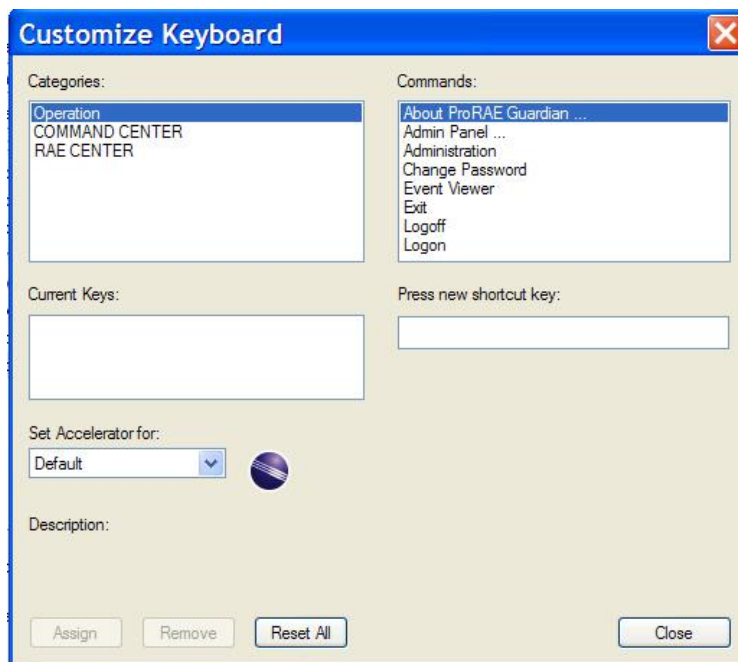 Customize Keyboard
Categories:
Commands:
Operation
COMMAND CENTER
RAE CENTER
About ProRAE Guardian ...
Admin Panel ...
Administration
Change Password
Event Viewer
Exit
Logoff
Logon
Current Keys:
Press new shortcut key:
Set Accelerator for:
Default
Description:
Assign
Remove
Reset All
Close